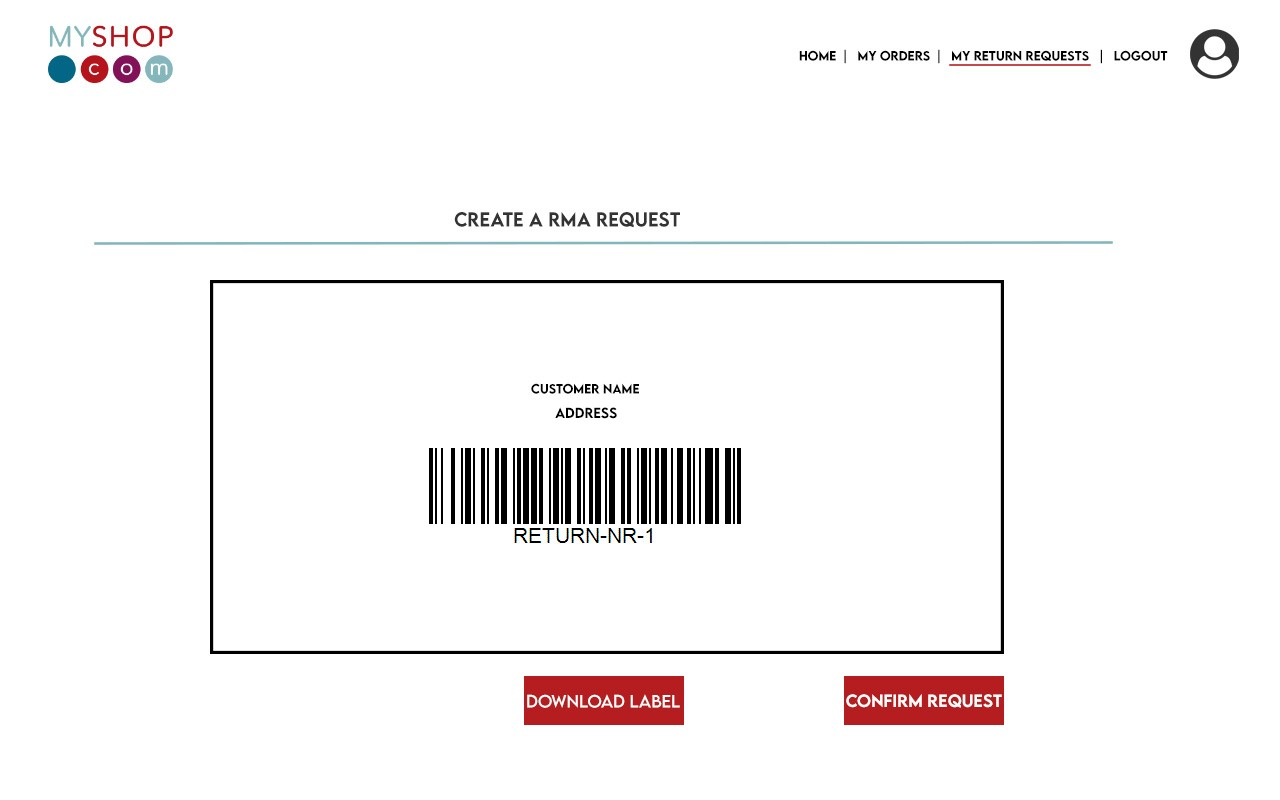 MYSHOP
com
HOME | MY ORDERS | MY RETURN REQUESTS | LOGOUT
CREATE A RMA REQUEST
CUSTOMER NAME
ADDRESS
RETURN-NR-1
DOWNLOAD LABEL
CONFIRM REQUEST